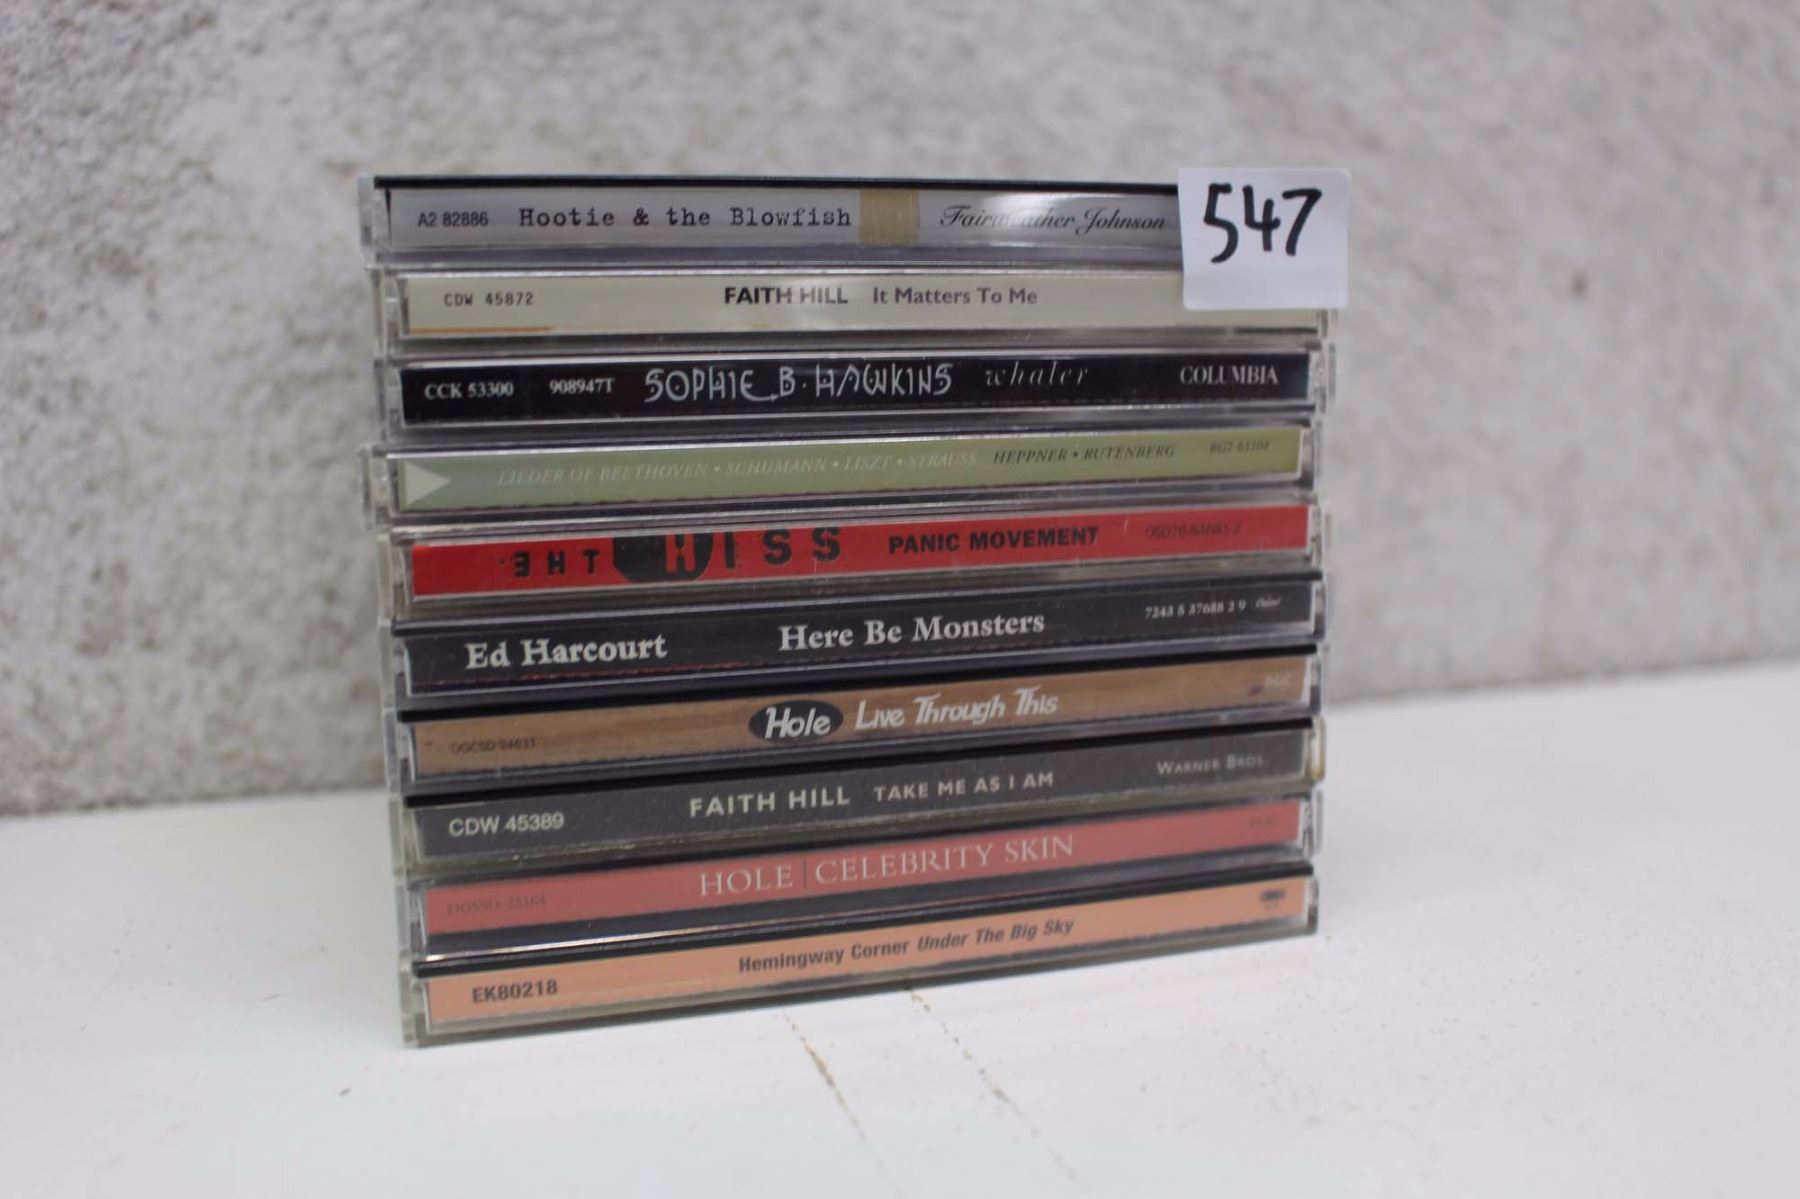 A2 82886 Hootie & the Blowfish Fairweather Johnson
547
CDW 45872 FAITH HILL It Matters To Me
CCK 53300 908947T SOPHIE B. HAWKINS whaler COLUMBIA
LIEDER OF BEETHOVEN • SCHUMANN • LISZT • STRAUSS HEPPNER • RUTENBERG
THE HISS PANIC MOVEMENT
Ed Harcourt Here Be Monsters 7243 5 37688 2 9 Capitol
Hole Live Through This DGC
CDW 45389 FAITH HILL TAKE ME AS I AM WARNER BROS.
HOLE | CELEBRITY SKIN
EK80218 Hemingway Corner Under The Big Sky